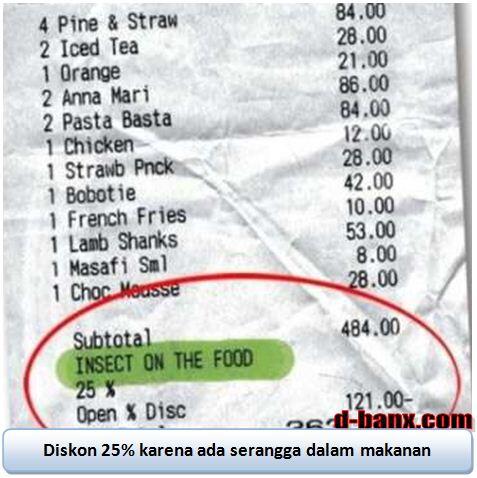 4 Pine & Straw 84.00
2 Iced Tea 28.00
1 Orange 21.00
2 Anna Mari 86.00
2 Pasta Basta 84.00
1 Chicken 12.00
1 Strawb Pnck 28.00
1 Bobotie 42.00
1 French Fries 10.00
1 Lamb Shanks 53.00
1 Masafi Sml 8.00
1 Choc Mousse 28.00
Subtotal 484.00
INSECT ON THE FOOD
25 %
Open % Disc 121.00-
d-banx.com
Diskon 25% karena ada serangga dalam makanan